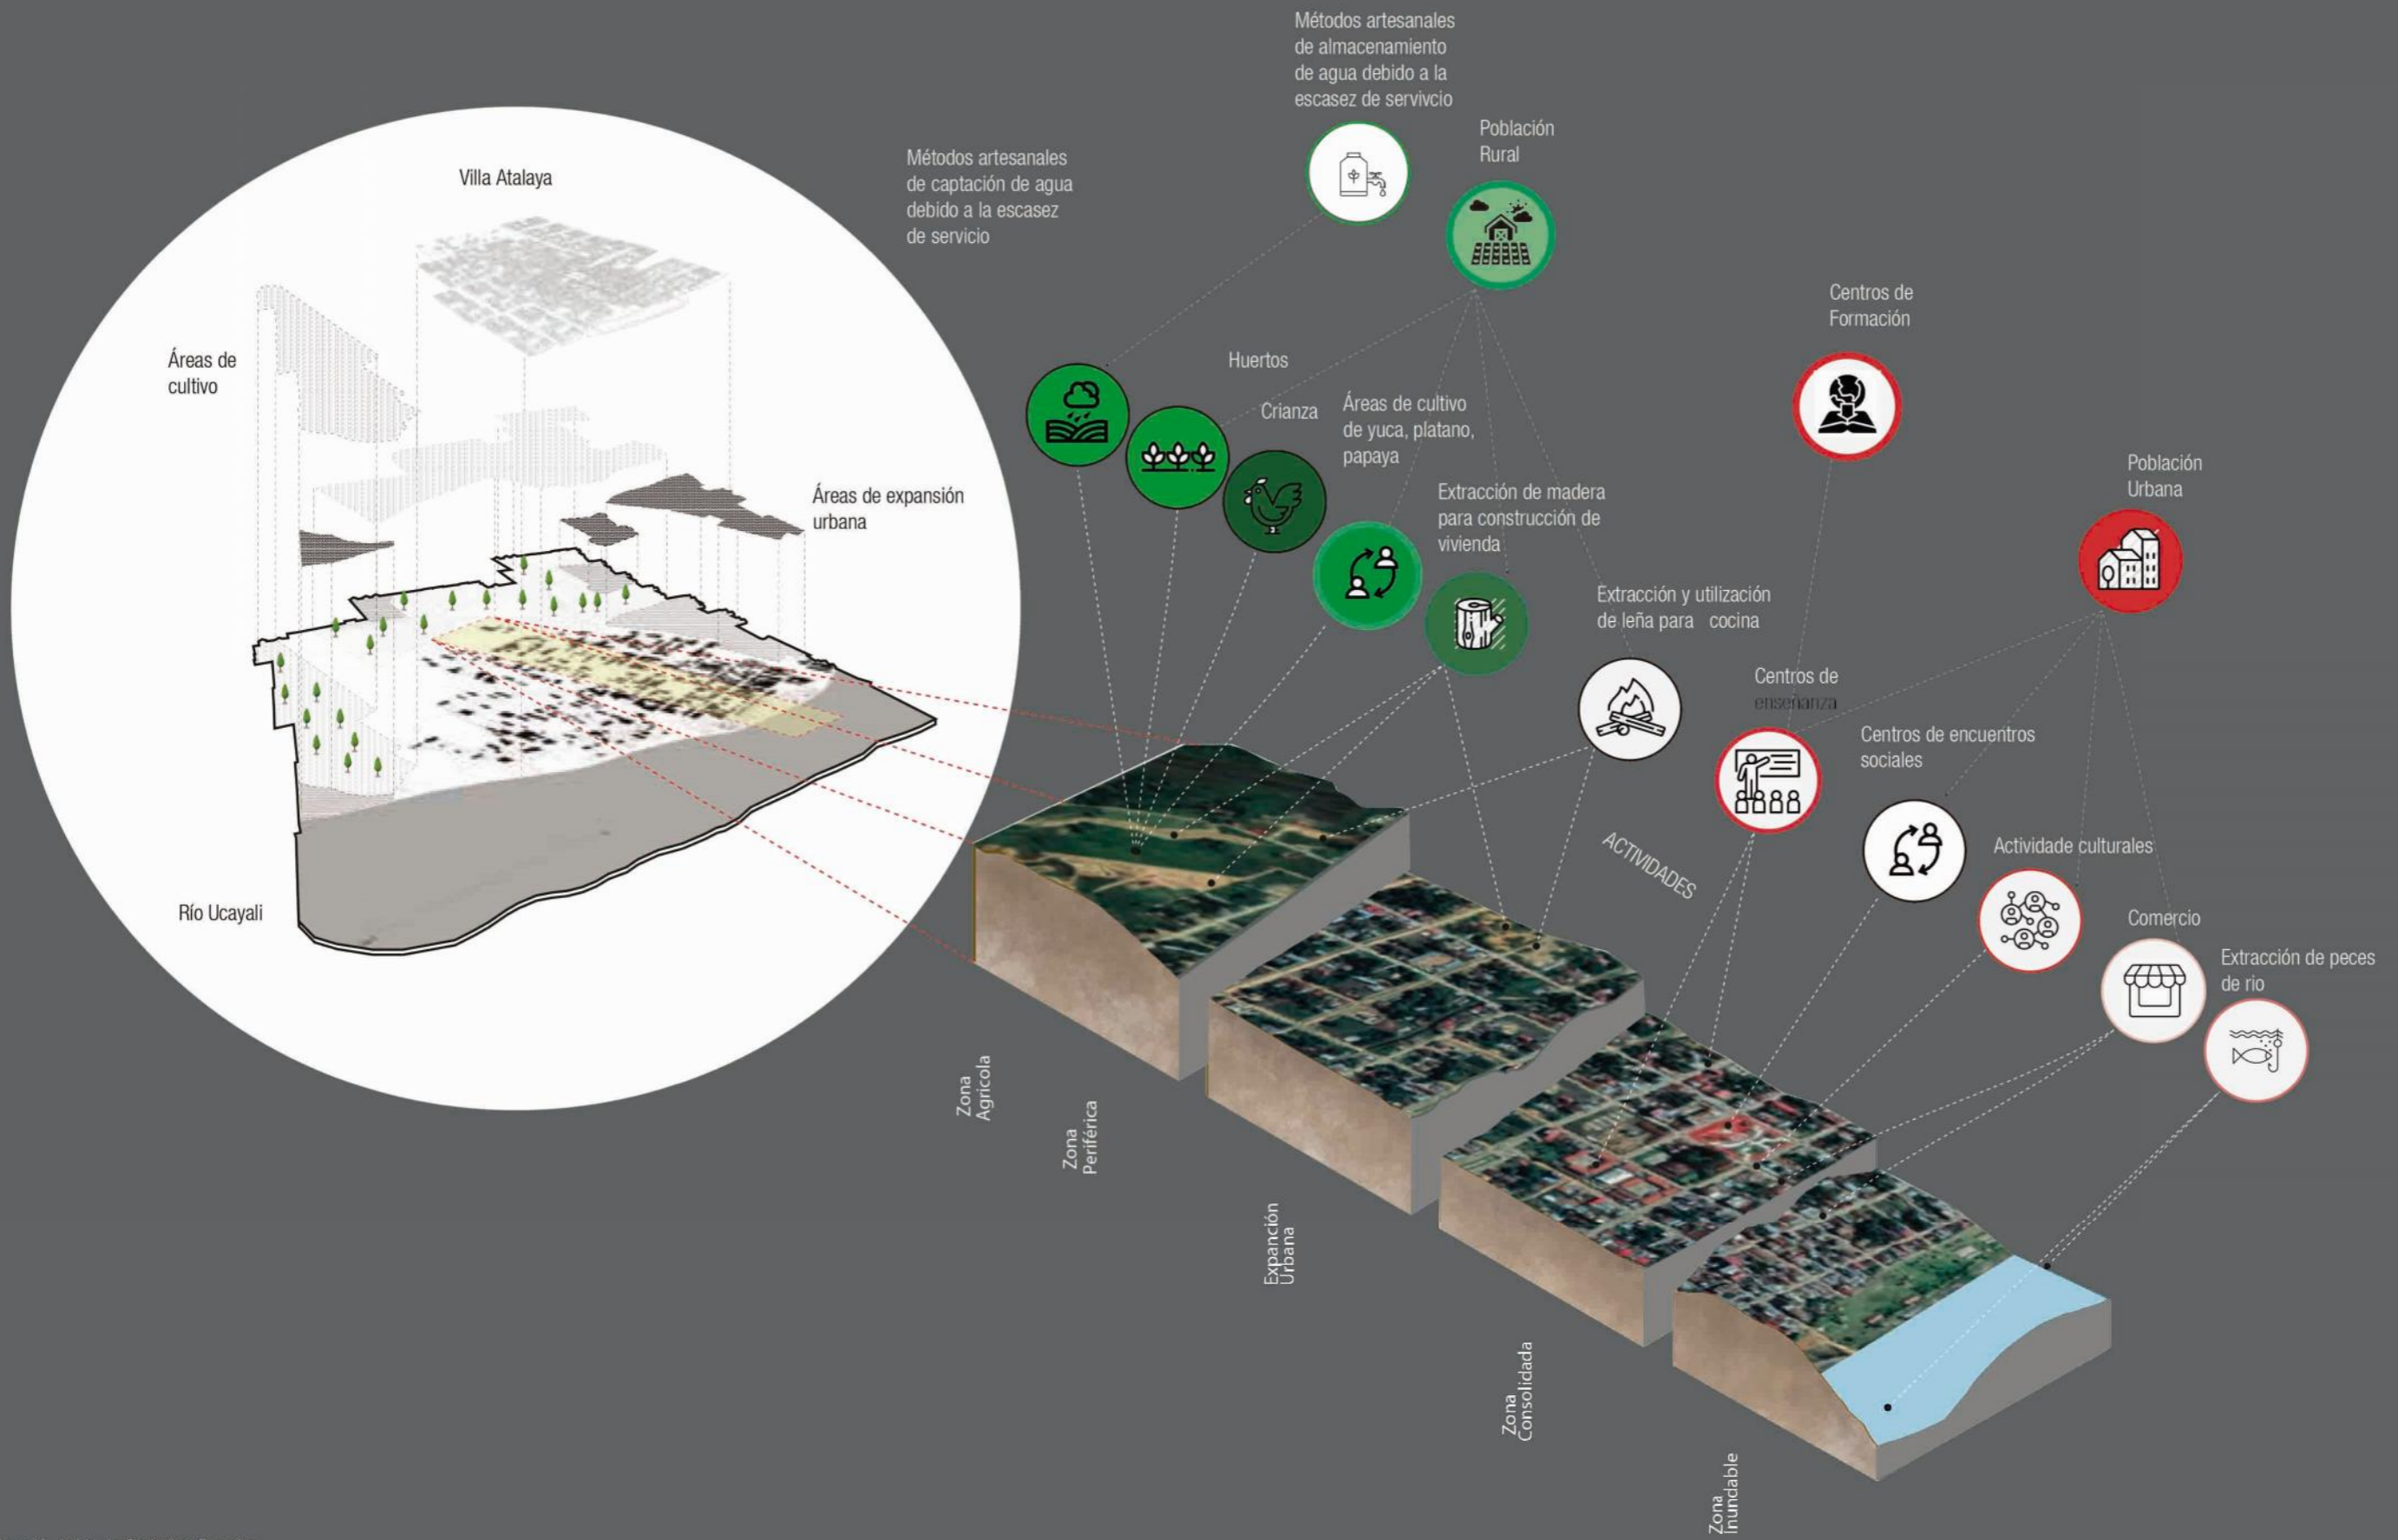 Villa Atalaya
Áreas de
cultivo
Áreas de expansión
urbana
Río Ucayali
Métodos artesanales
de captación de agua
debido a la escasez
de servicio
Métodos artesanales
de almacenamiento
de agua debido a la
escasez de servivcio
Población
Rural
Huertos
Crianza
Áreas de cultivo
de yuca, platano,
papaya
Extracción de madera
para construcción de
vivienda
Extracción y utilización
de leña para cocina
Centros de
Formación
Centros de
enseñanza
Población
Urbana
Centros de encuentros
sociales
Actividade culturales
Comercio
Extracción de peces
de rio
ACTIVIDADES
Zona
Agrícola
Zona
Periférica
Expanción
Urbana
Zona
Consolidada
Zona
Inundable